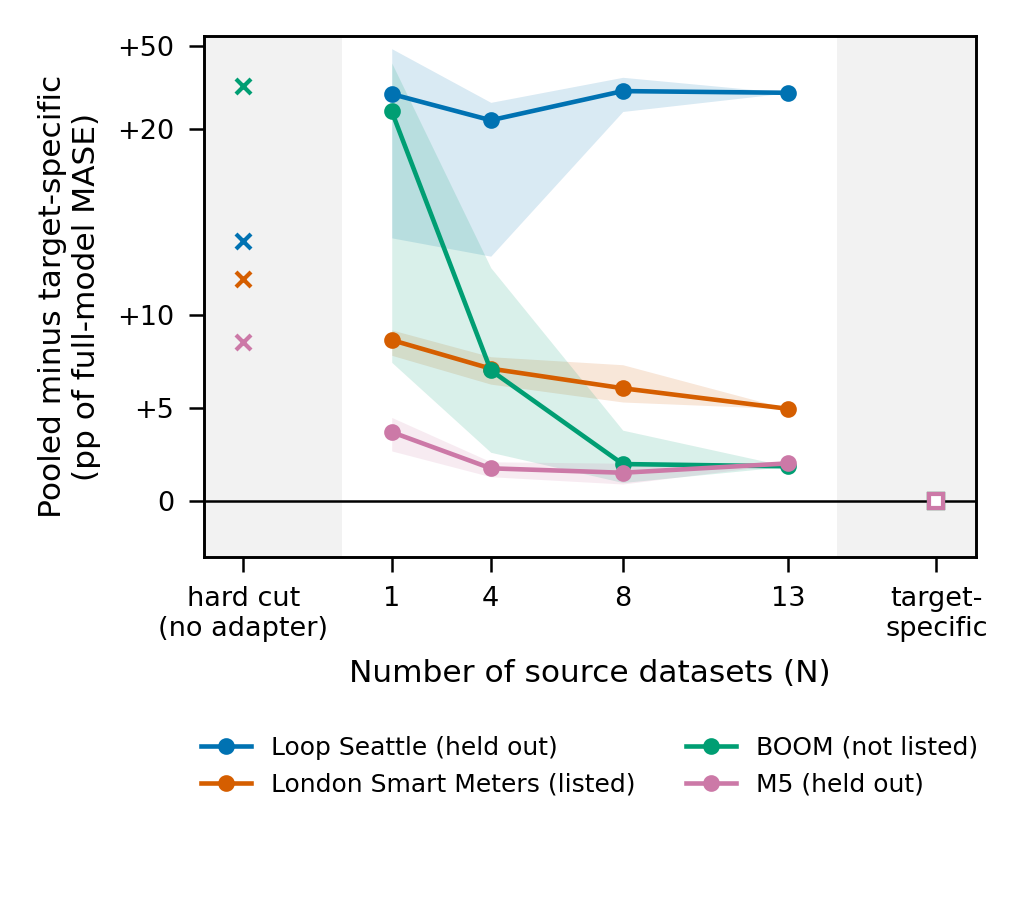 Pooled minus target-specific
(pp of full-model MASE)
+50
+20
+10
+5
0
hard cut
(no adapter)
1
4
8
13
target-
specific
Number of source datasets (N)
Loop Seattle (held out)
London Smart Meters (listed)
BOOM (not listed)
M5 (held out)